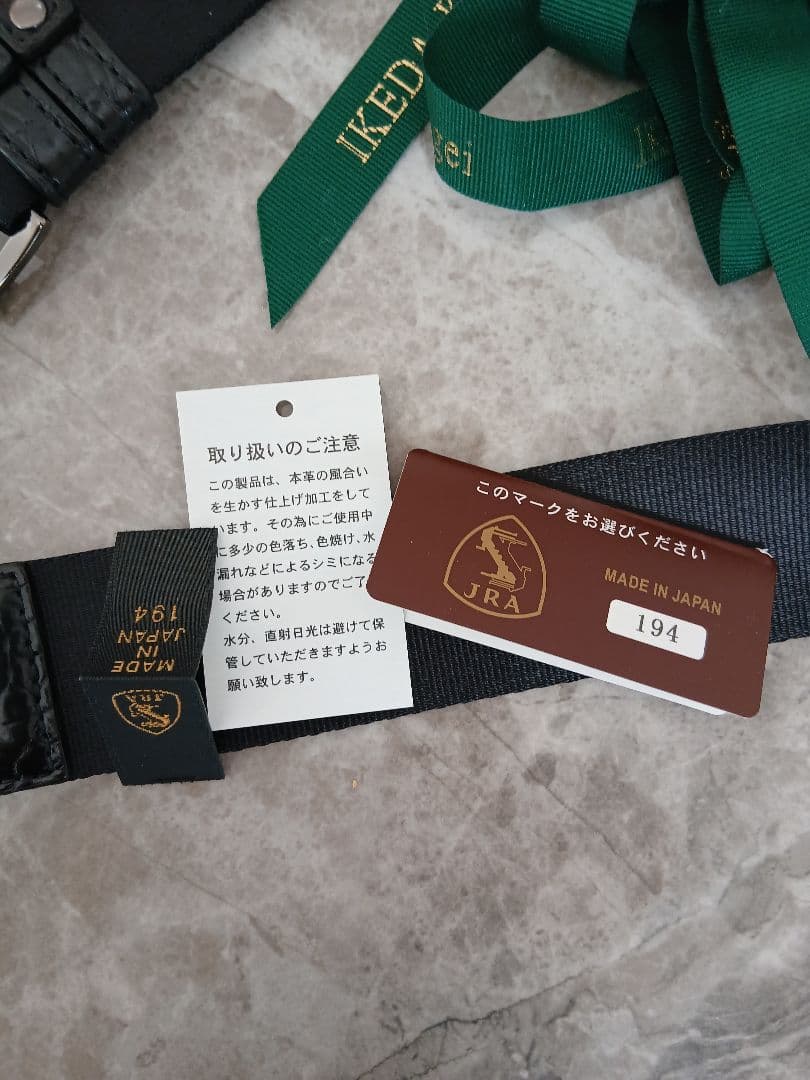 IKEDA
gei
取り扱いのご注意
この製品は、本革の風合い
を生かす仕上げ加工をして
います。その為にご使用中
に多少の色落ち、色焼け、水
漏れなどによるシミになる
場合がありますのでご了
ください。
水分、直射日光は避けて保
管していただきますようお
願い致します。
このマークをお選びください
JRA
MADE IN JAPAN
194
MADE
IN
JAPAN
194
JRA